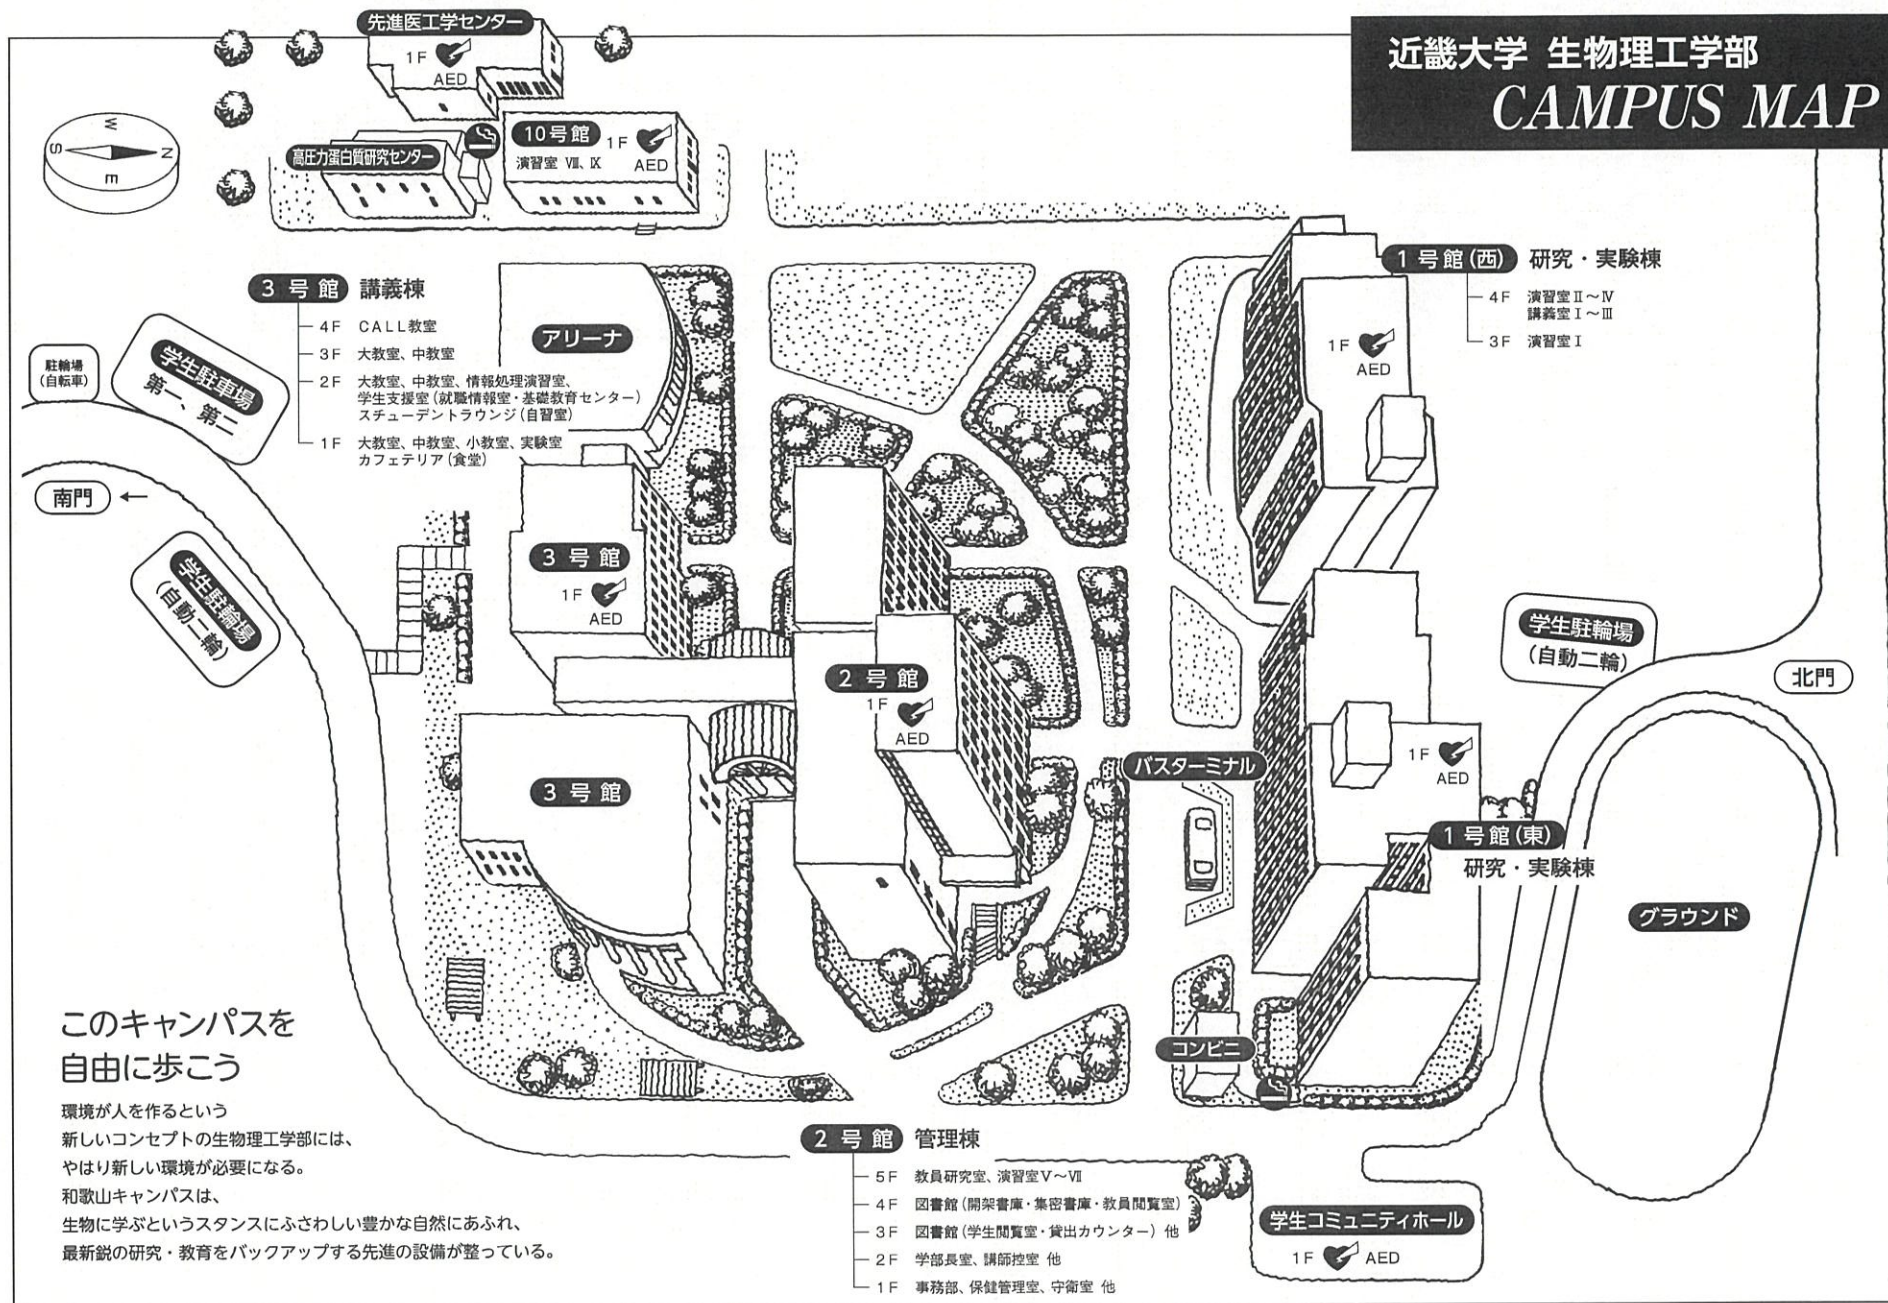 近畿大学 生物理工学部
CAMPUS MAP
先進医工学センター
1F
AED
W
S
N
E
高圧力蛋白質研究センター
10号館
1F
AED
演習室 Ⅷ、Ⅸ
1号館(西) 研究・実験棟
4F 演習室Ⅱ～Ⅳ
講義室Ⅰ～Ⅲ
3F 演習室Ⅰ
1F
AED
3号館 講義棟
4F CALL教室
3F 大教室、中教室
2F 大教室、中教室、情報処理演習室、
学生支援室(就職情報室・基礎教育センター)
スチューデントラウンジ(自習室)
1F 大教室、中教室、小教室、実験室
カフェテリア(食堂)
アリーナ
駐輪場
(自転車)
学生駐車場
第一、第二
南門 ←
学生駐輪場
(自動二輪)
3号館
1F
AED
2号館
1F
AED
3号館
学生駐輪場
(自動二輪)
北門
バスターミナル
1F
AED
1号館(東)
研究・実験棟
グラウンド
コンビニ
このキャンパスを
自由に歩こう
環境が人を作るという
新しいコンセプトの生物理工学部には、
やはり新しい環境が必要になる。
和歌山キャンパスは、
生物に学ぶというスタンスにふさわしい豊かな自然にあふれ、
最新鋭の研究・教育をバックアップする先進の設備が整っている。
2号館 管理棟
5F 教員研究室、演習室Ⅴ～Ⅶ
4F 図書館(開架書庫・集密書庫・教員閲覧室)
3F 図書館(学生閲覧室・貸出カウンター) 他
2F 学部長室、講師控室 他
1F 事務部、保健管理室、守衛室 他
学生コミュニティホール
1F AED